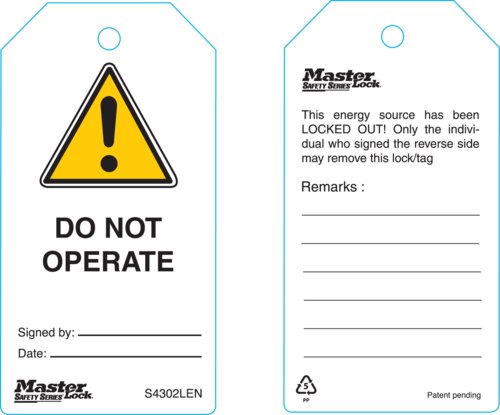 DO NOT
OPERATE
Signed by:
Date:
Master Lock
SAFETY SERIES
S4302LEN
Master Lock
SAFETY SERIES
This energy source has been
LOCKED OUT! Only the indivi-
dual who signed the reverse side
may remove this lock/tag
Remarks :
5
PP
Patent pending